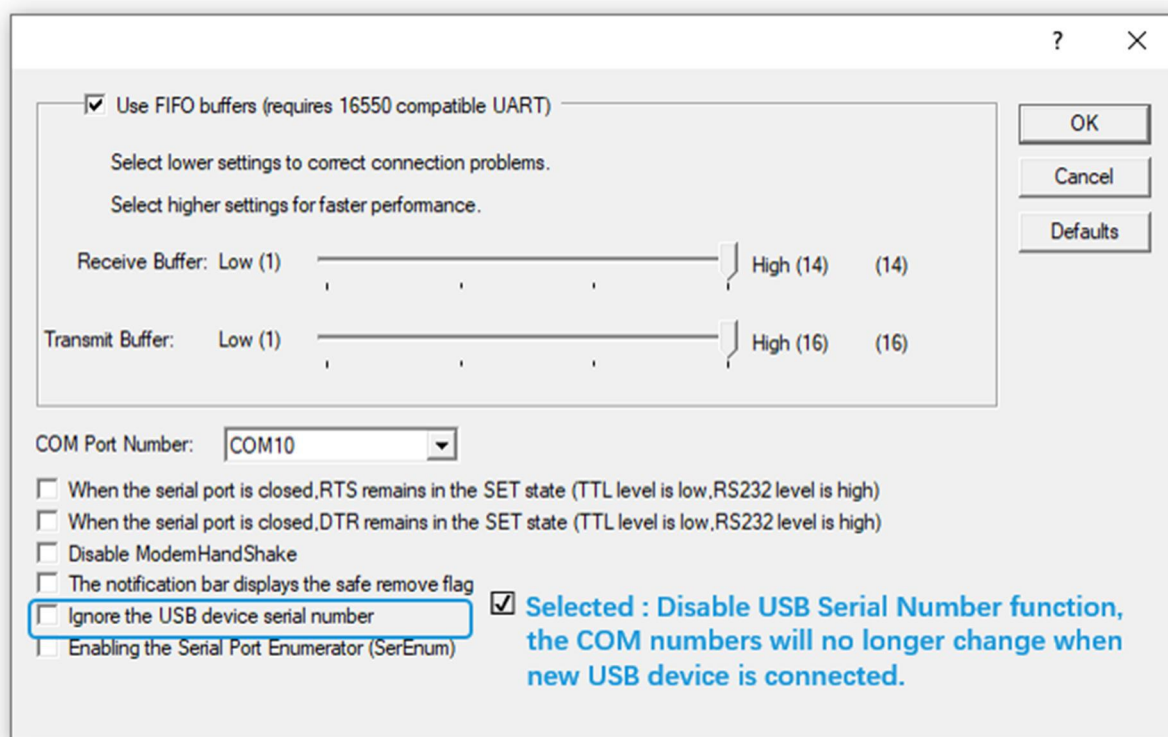 ?
Use FIFO buffers (requires 16550 compatible UART)
OK
Select lower settings to correct connection problems.
Cancel
Select higher settings for faster performance.
Defaults
Receive Buffer: Low (1) High (14) (14)
Transmit Buffer: Low (1) High (16) (16)
COM Port Number: COM10
When the serial port is closed,RTS remains in the SET state (TTL level is low,RS232 level is high)
When the serial port is closed,DTR remains in the SET state (TTL level is low,RS232 level is high)
Disable ModemHandShake
The notification bar displays the safe remove flag
Ignore the USB device serial number
Enabling the Serial Port Enumerator (SerEnum)
Selected : Disable USB Serial Number function,
the COM numbers will no longer change when
new USB device is connected.